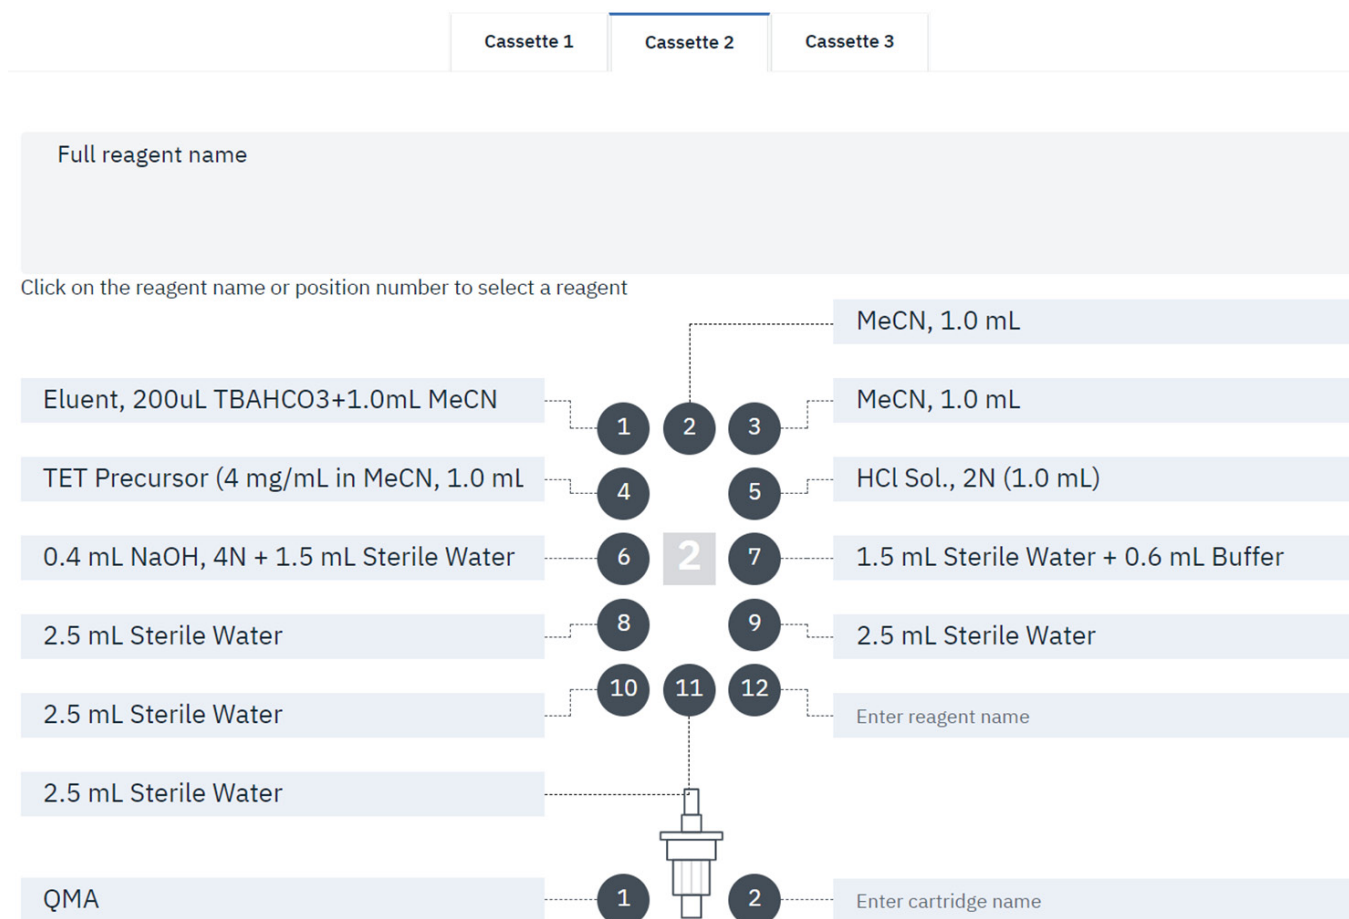 Cassette 1 Cassette 2 Cassette 3
Full reagent name
Click on the reagent name or position number to select a reagent
MeCN, 1.0 mL
Eluent, 200uL TBAHCO3+1.0mL MeCN 1 2 3 MeCN, 1.0 mL
TET Precursor (4 mg/mL in MeCN, 1.0 mL 4 5 HCl Sol., 2N (1.0 mL)
0.4 mL NaOH, 4N + 1.5 mL Sterile Water 6 2 7 1.5 mL Sterile Water + 0.6 mL Buffer
2.5 mL Sterile Water 8 9 2.5 mL Sterile Water
2.5 mL Sterile Water 10 11 12 Enter reagent name
2.5 mL Sterile Water
QMA 1 2 Enter cartridge name